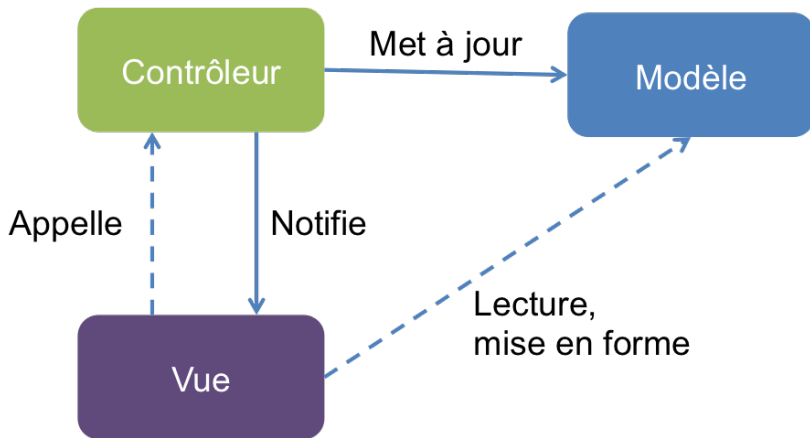 Met à jour
Contrôleur
Modèle
Appelle
Notifie
Lecture,
mise en forme
Vue